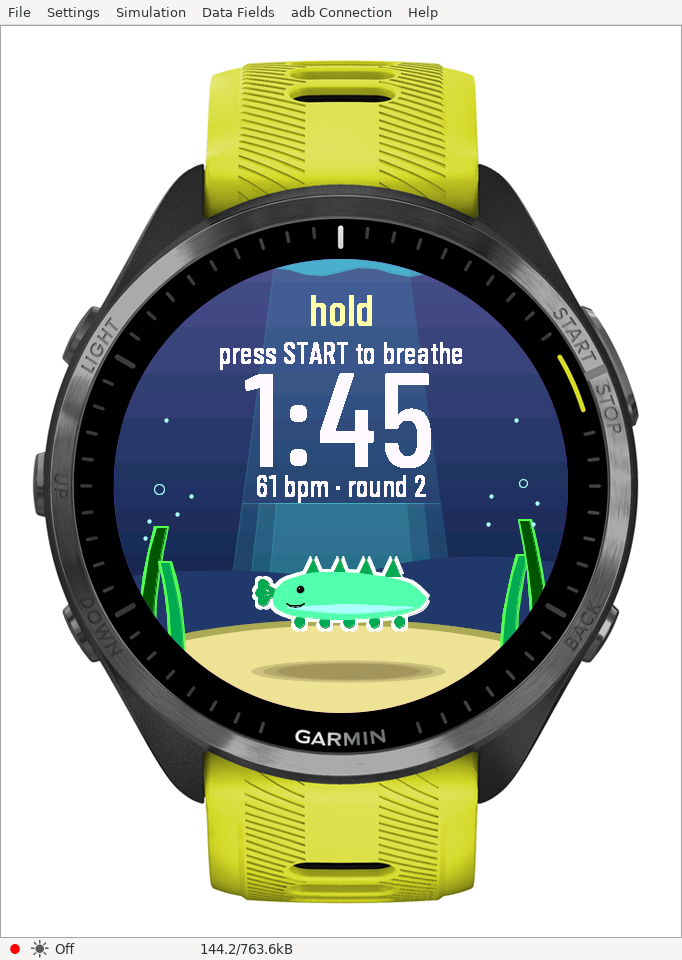 File Settings Simulation Data Fields adb Connection Help
hold
press START to breathe
1:45
61 bpm · round 2
LIGHT
START
STOP
UP
DOWN
BACK
GARMIN
Off 144.2/763.6kB